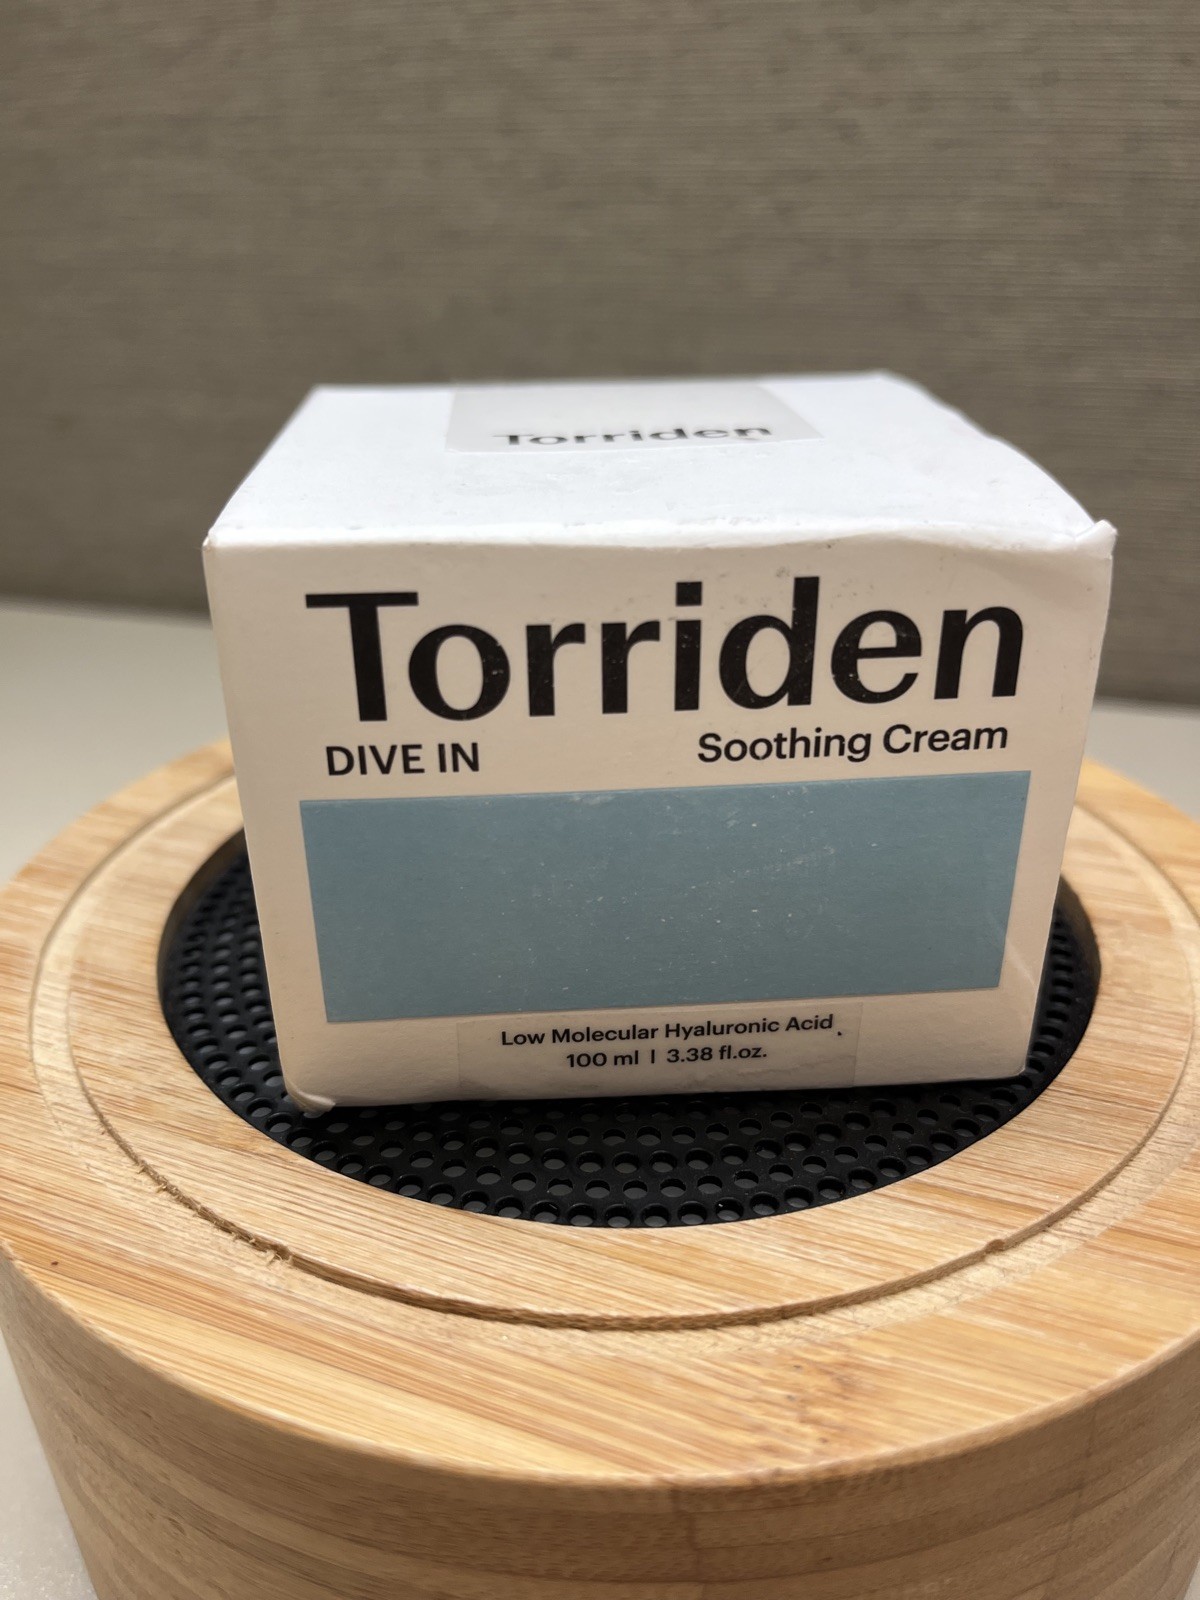 Torriden
Torriden
DIVE IN Soothing Cream
Low Molecular Hyaluronic Acid
100 ml | 3.38 fl.oz.